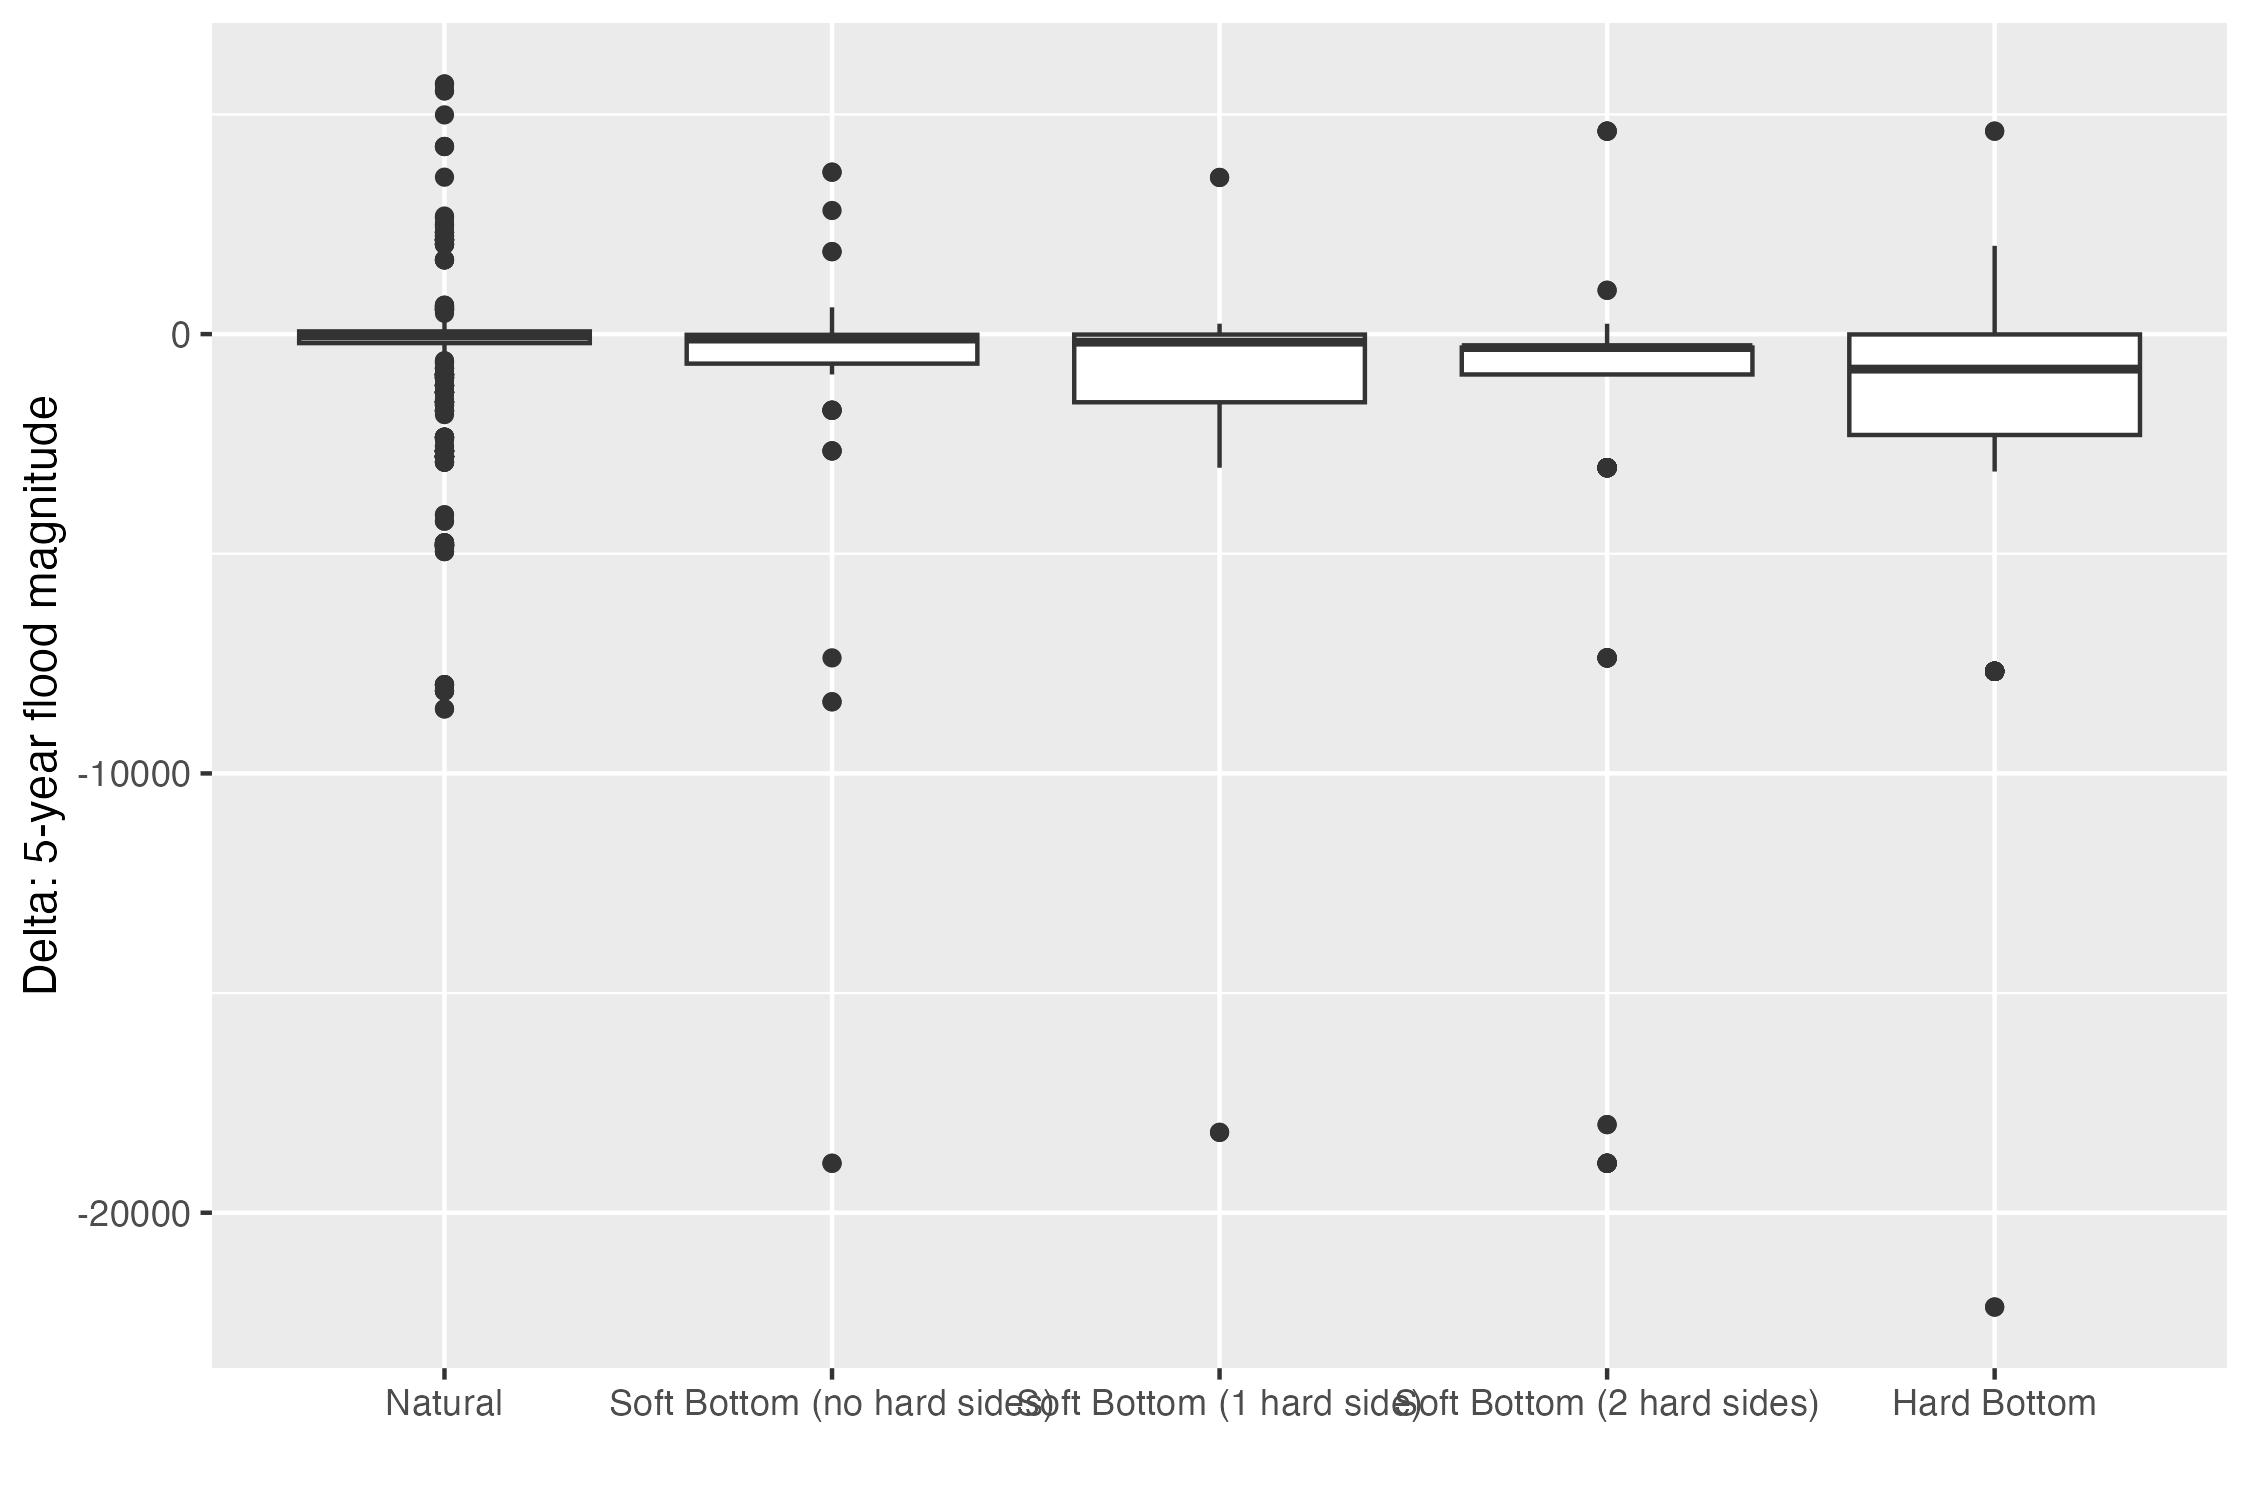 Delta: 5-year flood magnitude
0
-10000
-20000
Natural
Soft Bottom (no hard sides)
Soft Bottom (1 hard side)
Soft Bottom (2 hard sides)
Hard Bottom